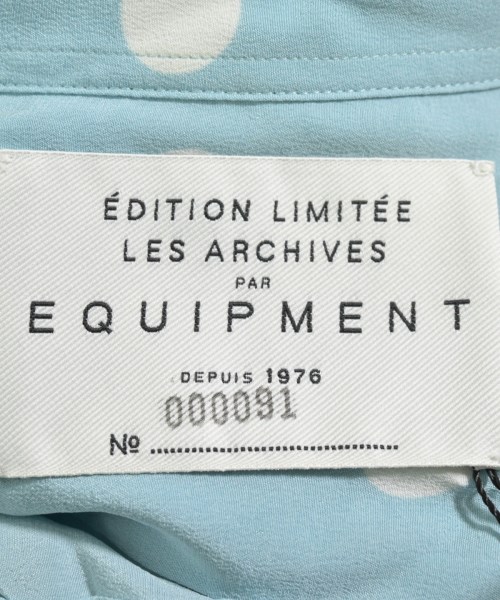 ÉDITION LIMITÉE
LES ARCHIVES
PAR
EQUIPMENT
DEPUIS 1976
000091
Nº ........................................